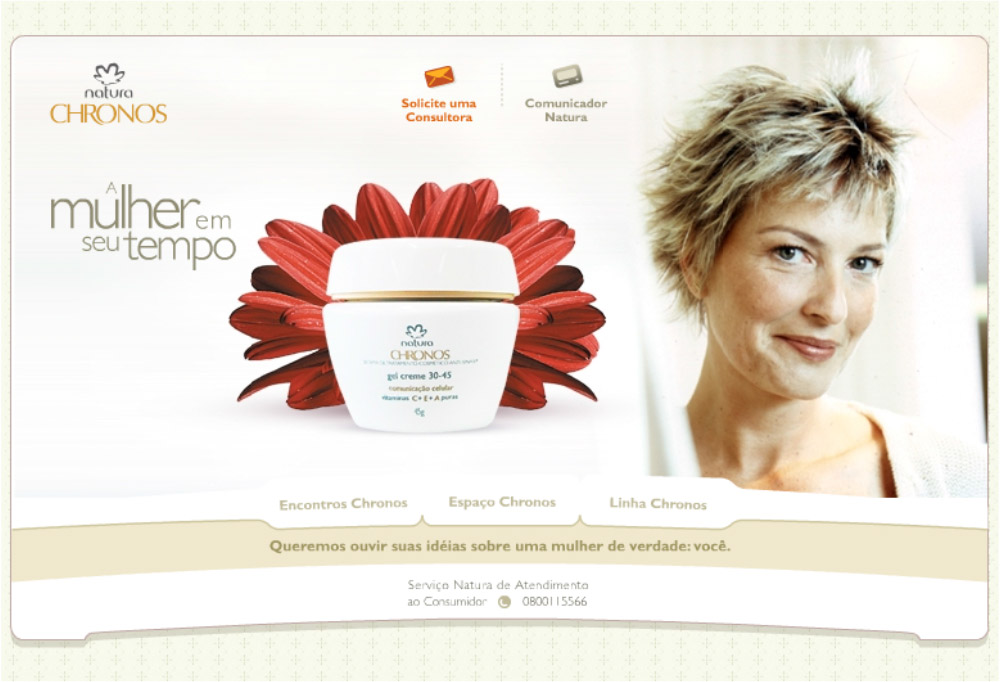 natura
CHRONOS
Solicite uma
Consultora
Comunicador
Natura
A
mulher em
seu tempo
natura
CHRONOS
gel creme 30-45
comunicação celular
vitaminas C+ E+ A puras
45g
Encontros Chronos
Espaço Chronos
Linha Chronos
Queremos ouvir suas idéias sobre uma mulher de verdade: você.
Serviço Natura de Atendimento
ao Consumidor 0800115566